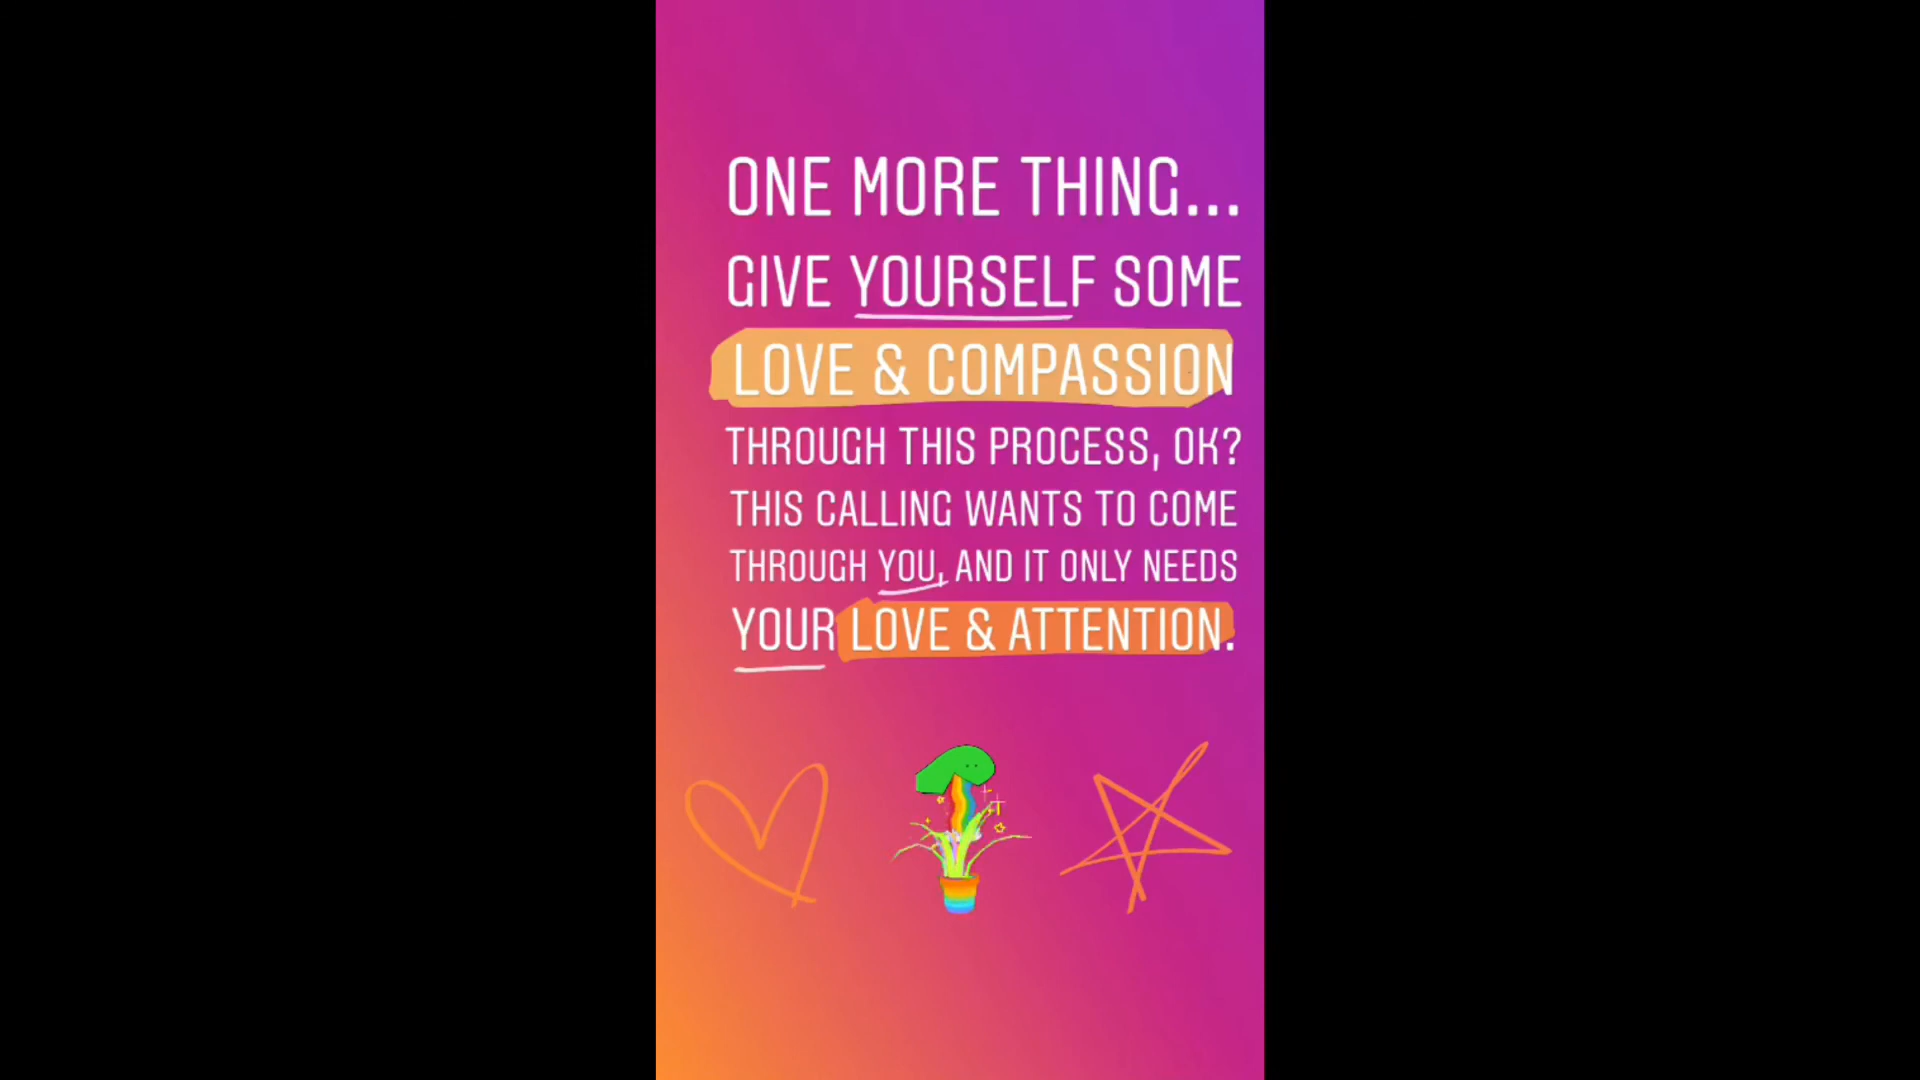 ONE MORE THING...
GIVE YOURSELF SOME
LOVE & COMPASSION
THROUGH THIS PROCESS, OK?
THIS CALLING WANTS TO COME
THROUGH YOU, AND IT ONLY NEEDS
YOUR LOVE & ATTENTION.